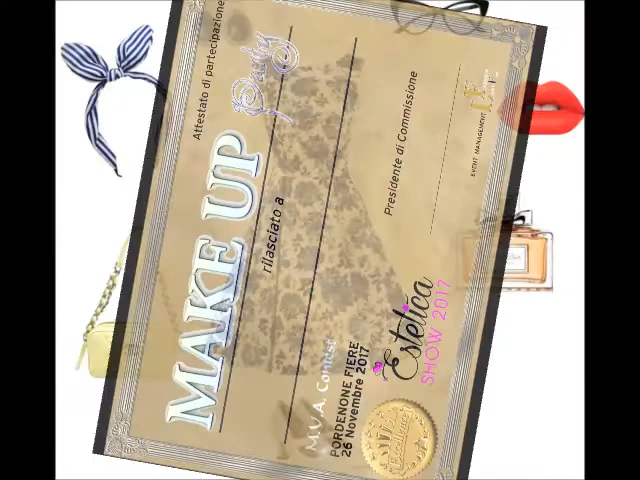 Attestato di partecipazione
MAKE UP
Party
rilasciato a
M.V.A. Contest
PORDENONE FIERE
26 Novembre 2017
Presidente di Commissione
Estetica
SHOW 2017
EVENT MANAGEMENT
Excellence